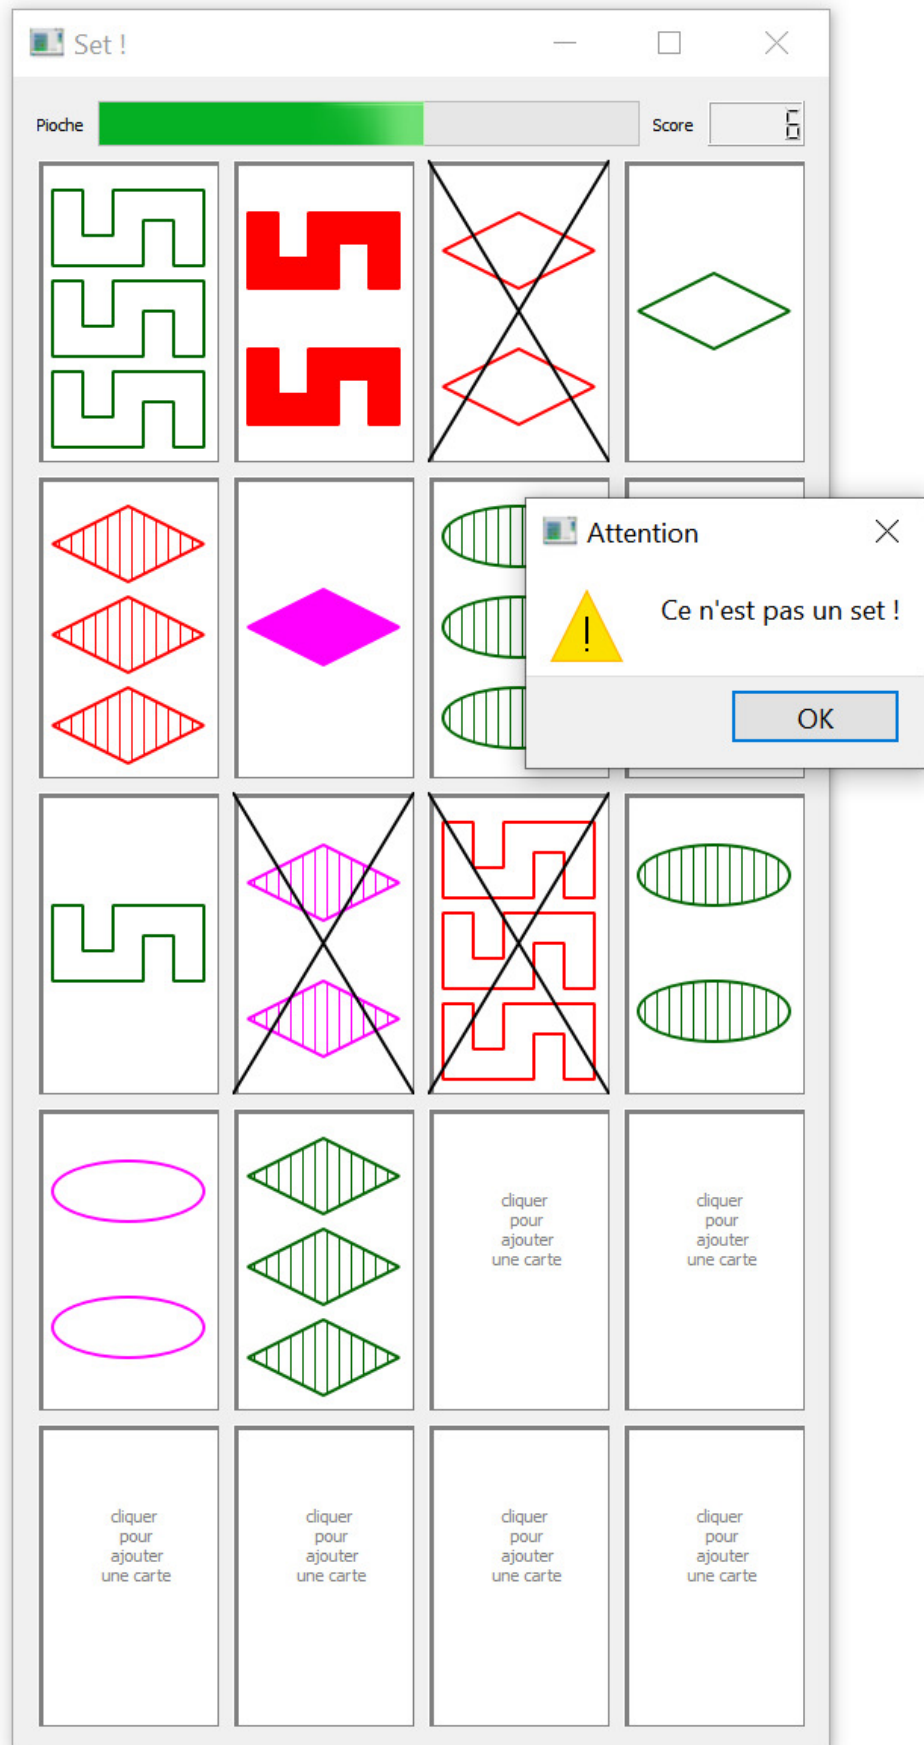 Set !
Pioche
Score
6
Attention
Ce n'est pas un set !
OK
cliquer
pour
ajouter
une carte
cliquer
pour
ajouter
une carte
cliquer
pour
ajouter
une carte
cliquer
pour
ajouter
une carte
cliquer
pour
ajouter
une carte
cliquer
pour
ajouter
une carte